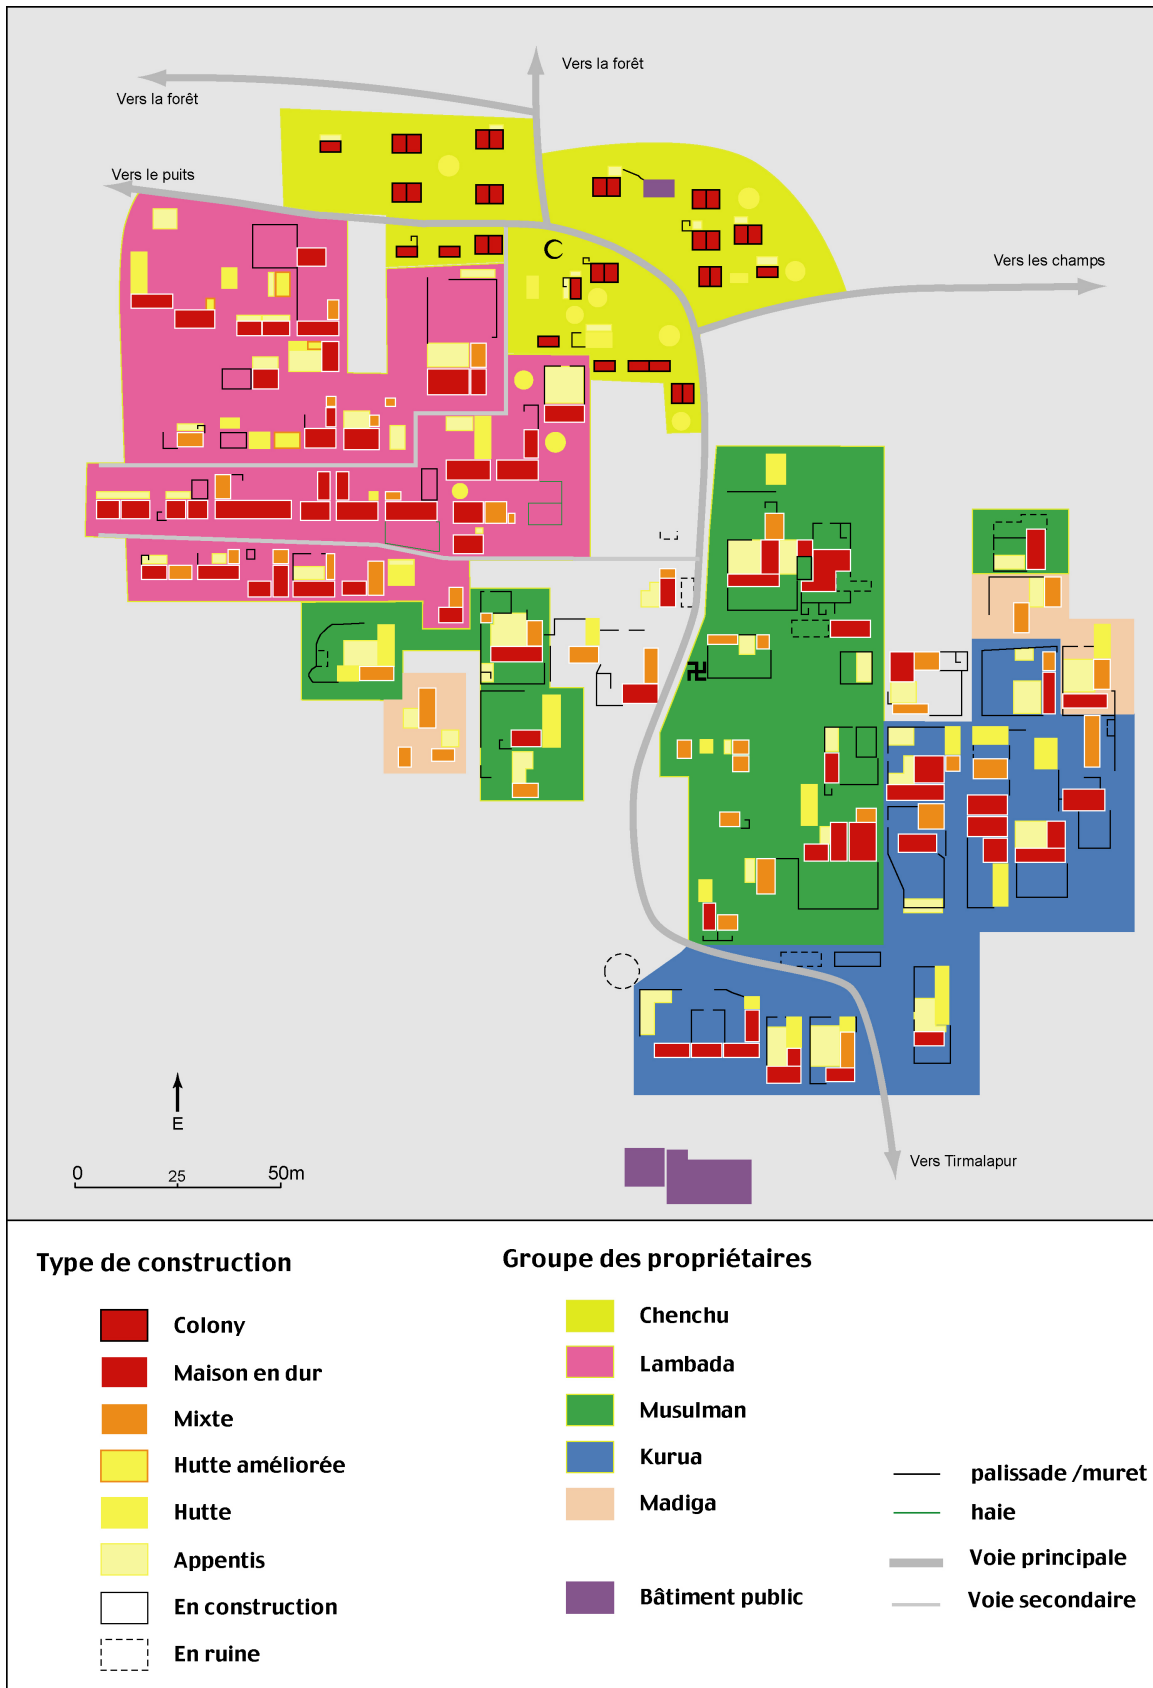 Vers la forêt
Vers la forêt
Vers le puits
Vers les champs
E
0 25 50m
Vers Tirmalapur
Type de construction
Colony
Maison en dur
Mixte
Hutte améliorée
Hutte
Appentis
En construction
En ruine
Groupe des propriétaires
Chenchu
Lambada
Musulman
Kurua
Madiga
Bâtiment public
palissade /muret
haie
Voie principale
Voie secondaire